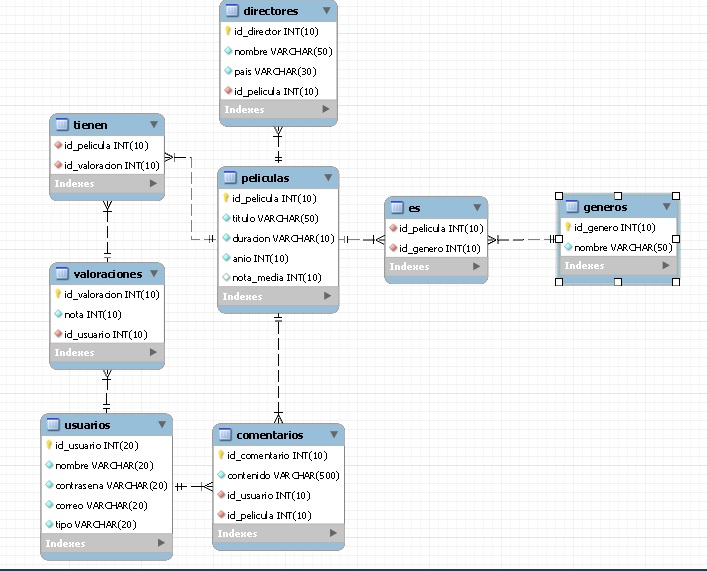 directores
id_director INT(10)
nombre VARCHAR(50)
pais VARCHAR(30)
id_pelicula INT(10)
Indexes
tienen
id_pelicula INT(10)
id_valoracion INT(10)
Indexes
peliculas
id_pelicula INT(10)
titulo VARCHAR(50)
duracion VARCHAR(10)
anio INT(10)
nota_media INT(10)
Indexes
es
id_pelicula INT(10)
id_genero INT(10)
Indexes
generos
id_genero INT(10)
nombre VARCHAR(50)
Indexes
valoraciones
id_valoracion INT(10)
nota INT(10)
id_usuario INT(10)
Indexes
usuarios
id_usuario INT(20)
nombre VARCHAR(20)
contrasena VARCHAR(20)
correo VARCHAR(20)
tipo VARCHAR(20)
Indexes
comentarios
id_comentario INT(10)
contenido VARCHAR(500)
id_usuario INT(10)
id_pelicula INT(10)
Indexes